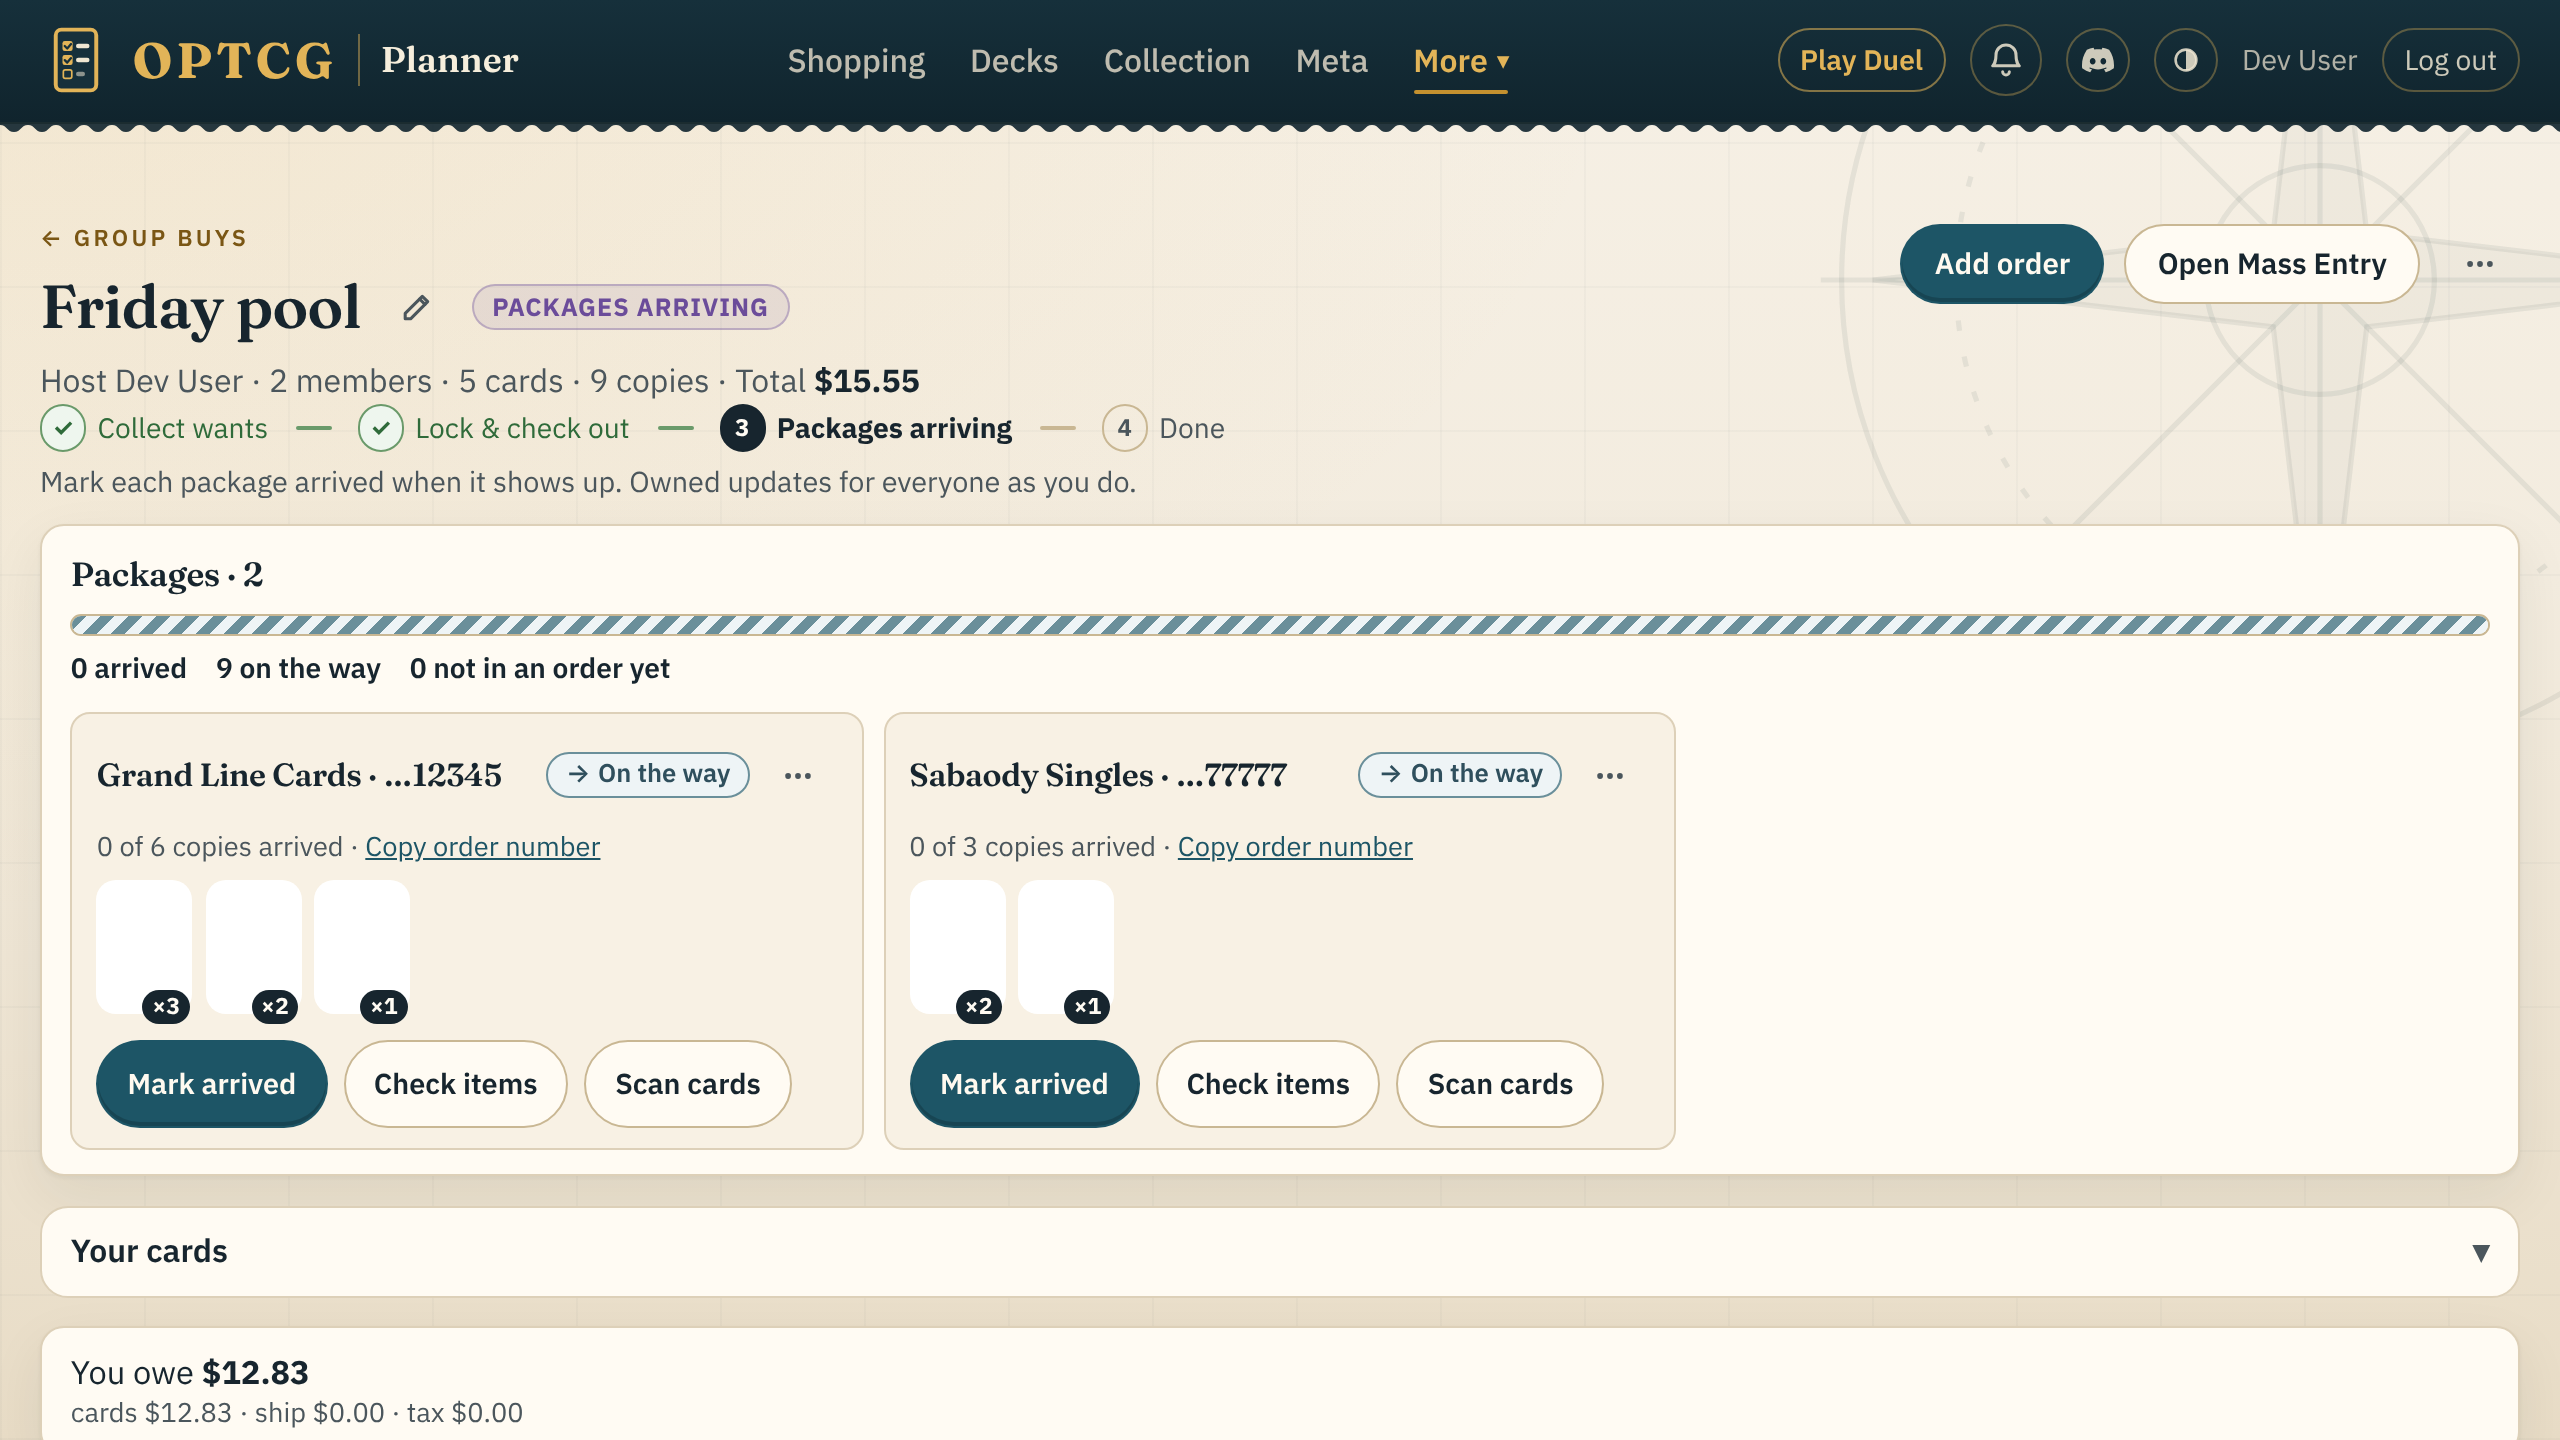 OPTCG Planner Shopping Decks Collection Meta More ▾ Play Duel Dev User Log out
← GROUP BUYS
Add order Open Mass Entry ···
Friday pool PACKAGES ARRIVING
Host Dev User · 2 members · 5 cards · 9 copies · Total $15.55
✓ Collect wants — ✓ Lock & check out — 3 Packages arriving — 4 Done
Mark each package arrived when it shows up. Owned updates for everyone as you do.
Packages · 2
0 arrived 9 on the way 0 not in an order yet
Grand Line Cards · ...12345 → On the way ···
0 of 6 copies arrived · Copy order number
×3 ×2 ×1
Mark arrived Check items Scan cards
Sabaody Singles · ...77777 → On the way ···
0 of 3 copies arrived · Copy order number
×2 ×1
Mark arrived Check items Scan cards
Your cards ▼
You owe $12.83
cards $12.83 · ship $0.00 · tax $0.00